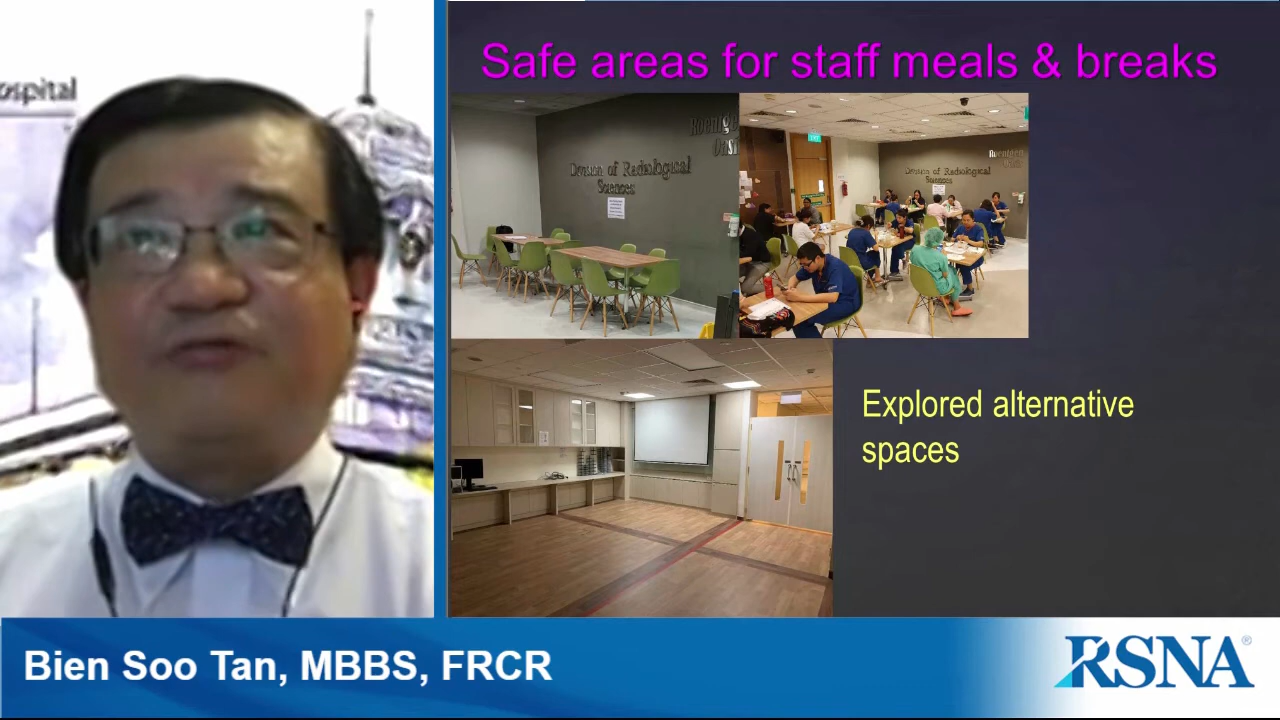 ospital
Safe areas for staff meals & breaks
Roentgen
Division of Radiological
Sciences
Division of Radiological
Sciences
Explored alternative
spaces
Bien Soo Tan, MBBS, FRCR
RSNA®